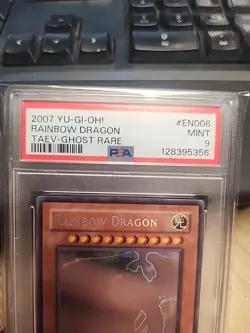 2007 YU-GI-OH! #EN006
RAINBOW DRAGON MINT
TAEV-GHOST RARE 9
PSA 128395356
RAINBOW DRAGON